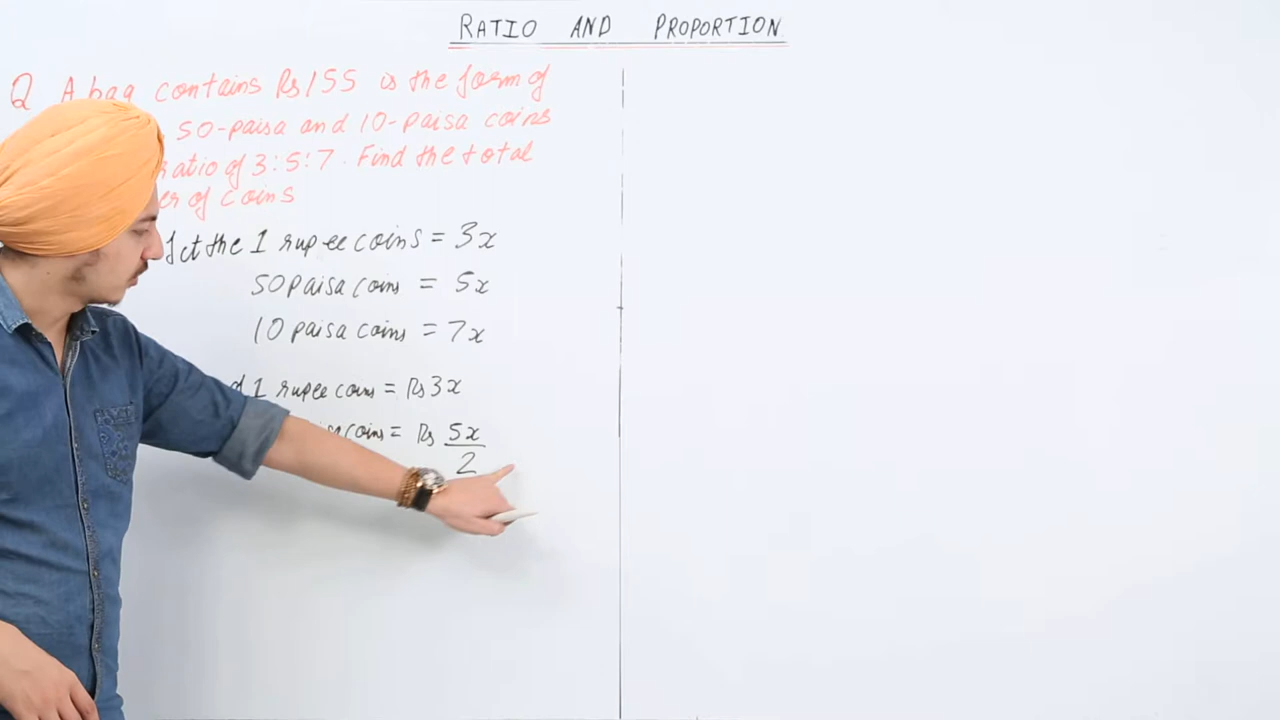 RATIO AND PROPORTION
Q A bag contains Rs 155 is the form of
50-paisa and 10-paisa coins
ratio of 3:5:7. Find the total
er of coins
Let the 1 rupee coins = 3x
50 paisa coins = 5x
10 paisa coins = 7x
1 rupee coins = Rs 3x
coins = Rs 5x/2